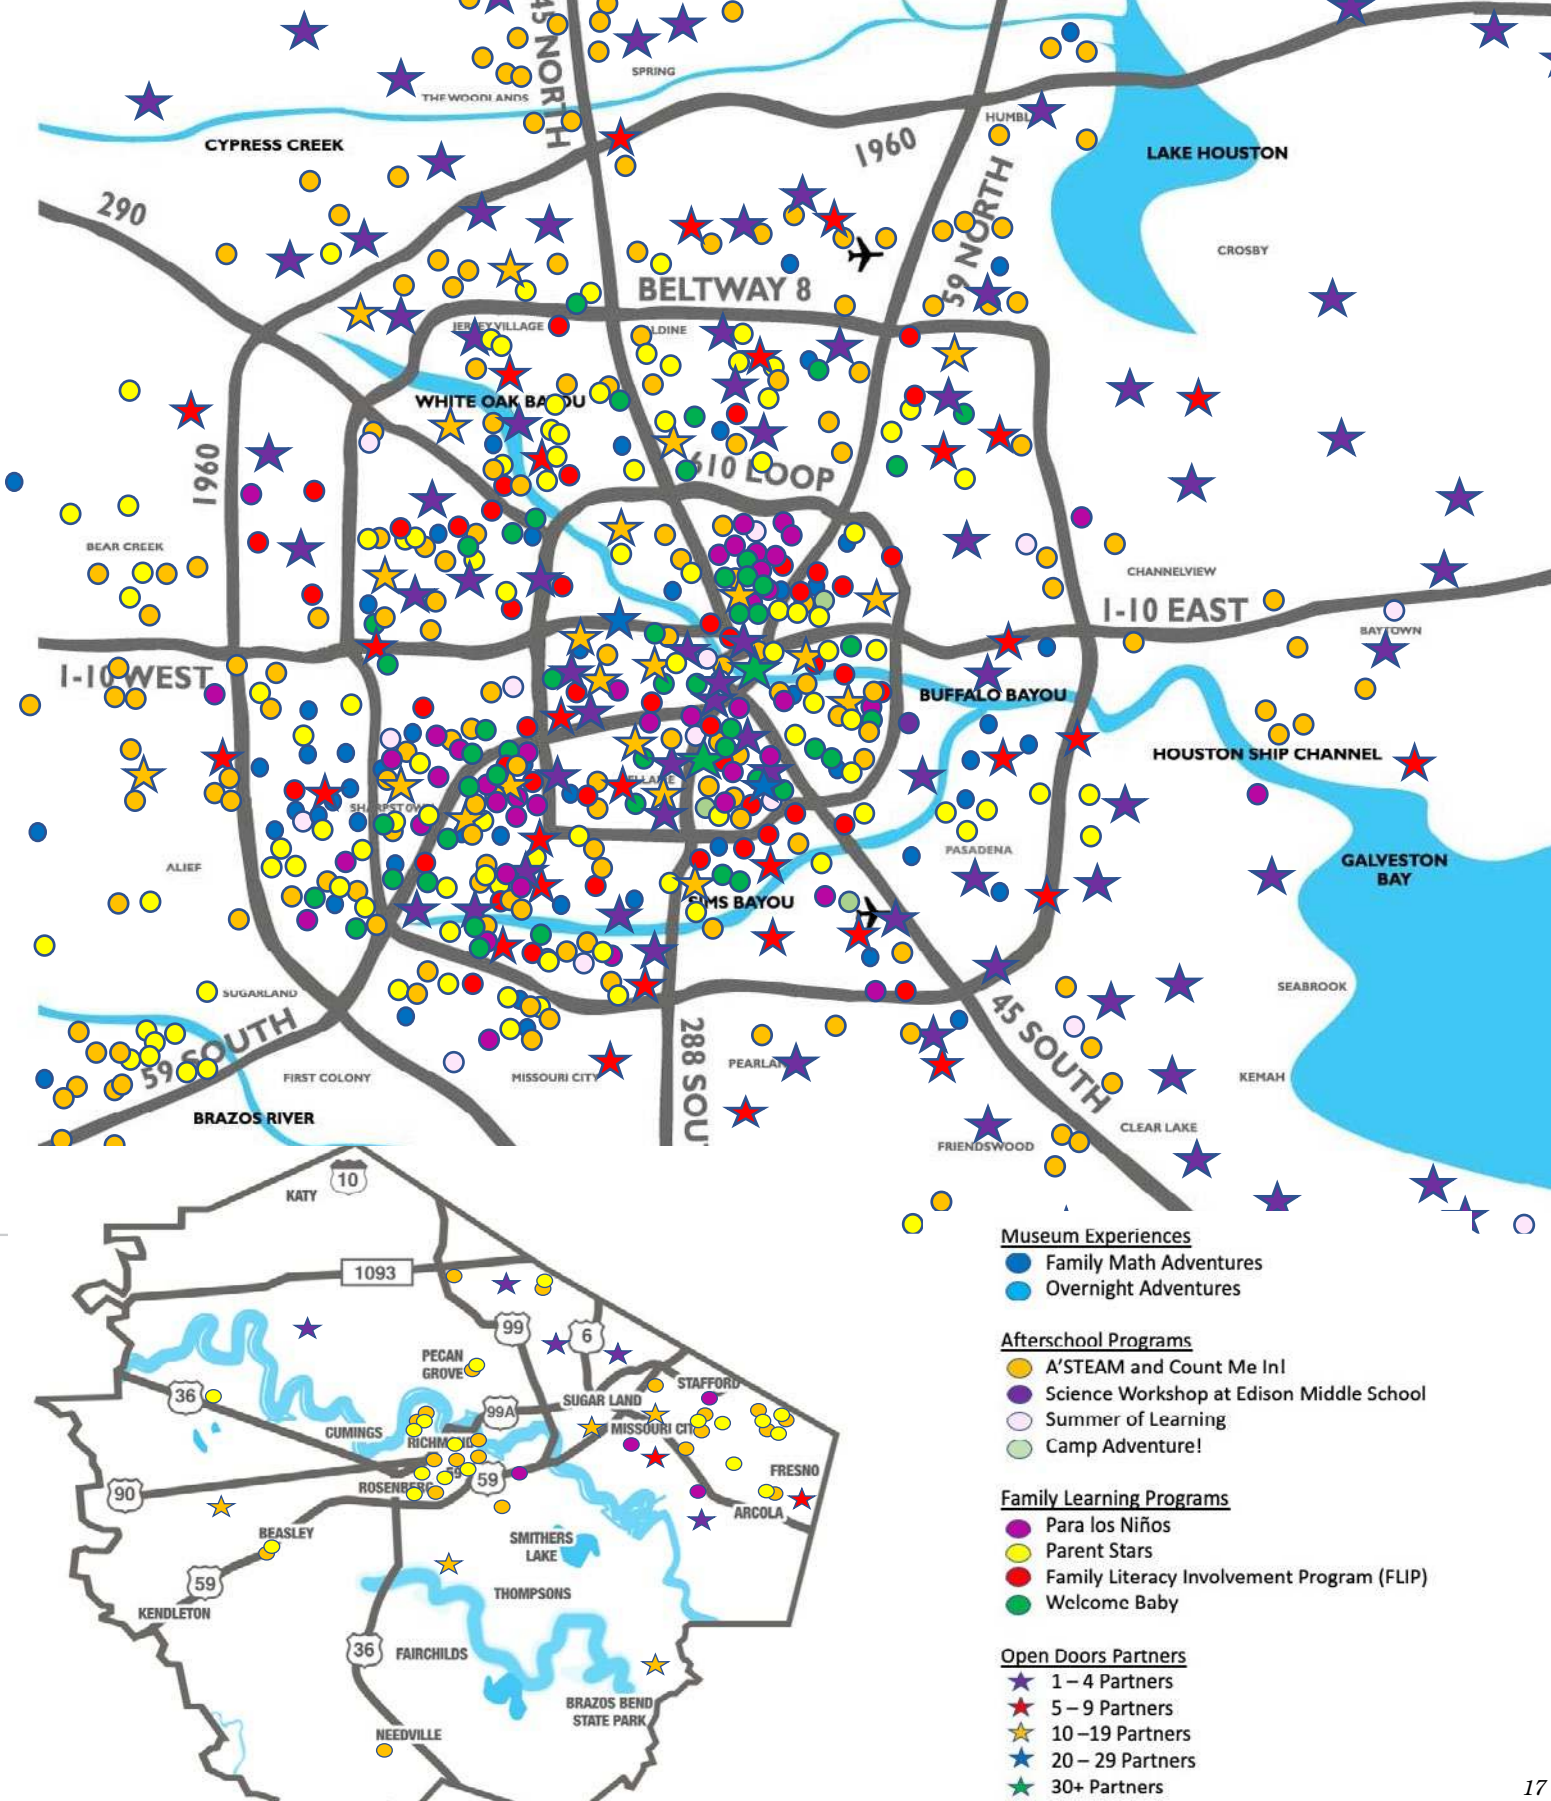 45 NORTH
SPRING
THE WOODLANDS
CYPRESS CREEK
1960
LAKE HOUSTON
290
59 NORTH
CROSBY
BELTWAY 8
JERSEY VILLAGE
WHITE OAK BAYOU
1960
610 LOOP
BEAR CREEK
CHANNELVIEW
I-10 EAST
BAYTOWN
I-10 WEST
BUFFALO BAYOU
HOUSTON SHIP CHANNEL
SHARPSTOWN
PASADENA
GALVESTON
BAY
ALIEF
SIMS BAYOU
SEABROOK
SUGARLAND
45 SOUTH
59 SOUTH
288 SOU
FIRST COLONY
MISSOURI CITY
PEARLA
KEMAH
BRAZOS RIVER
CLEAR LAKE
FRIENDSWOOD
10
KATY
1093
99
6
PECAN
GROVE
STAFFORD
36
SUGAR LAND
99A
CUMINGS
RICHMOND
MISSOURI CIT
59
59
FRESNO
ROSENBERG
90
ARCOLA
BEASLEY
SMITHERS
LAKE
59
THOMPSONS
KENDLETON
36
FAIRCHILDS
BRAZOS BEND
STATE PARK
NEEDVILLE
Museum Experiences
Family Math Adventures
Overnight Adventures
Afterschool Programs
A'STEAM and Count Me In!
Science Workshop at Edison Middle School
Summer of Learning
Camp Adventure!
Family Learning Programs
Para los Niños
Parent Stars
Family Literacy Involvement Program (FLIP)
Welcome Baby
Open Doors Partners
1 – 4 Partners
5 – 9 Partners
10 –19 Partners
20 – 29 Partners
30+ Partners
17